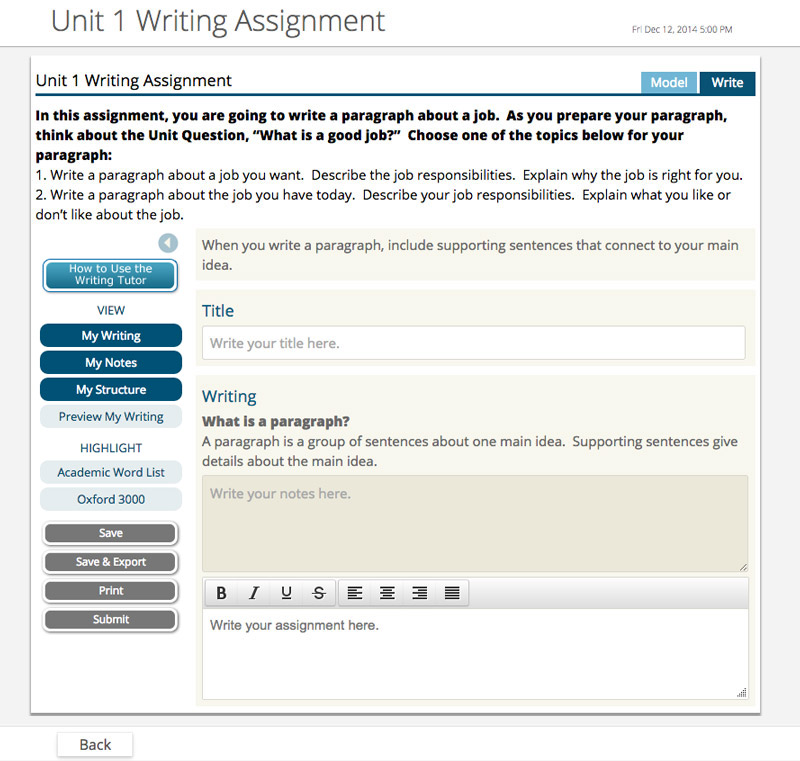 Unit 1 Writing Assignment
Fri Dec 12, 2014 5:00 PM
Unit 1 Writing Assignment
Model
Write
In this assignment, you are going to write a paragraph about a job.  As you prepare your paragraph,
think about the Unit Question, “What is a good job?”  Choose one of the topics below for your
paragraph:
1. Write a paragraph about a job you want.  Describe the job responsibilities.  Explain why the job is right for you.
2. Write a paragraph about the job you have today.  Describe your job responsibilities.  Explain what you like or
don’t like about the job.
How to Use the
Writing Tutor
VIEW
My Writing
My Notes
My Structure
Preview My Writing
HIGHLIGHT
Academic Word List
Oxford 3000
Save
Save & Export
Print
Submit
When you write a paragraph, include supporting sentences that connect to your main
idea.
Title
Write your title here.
Writing
What is a paragraph?
A paragraph is a group of sentences about one main idea.  Supporting sentences give
details about the main idea.
Write your notes here.
B I U S
Write your assignment here.
Back